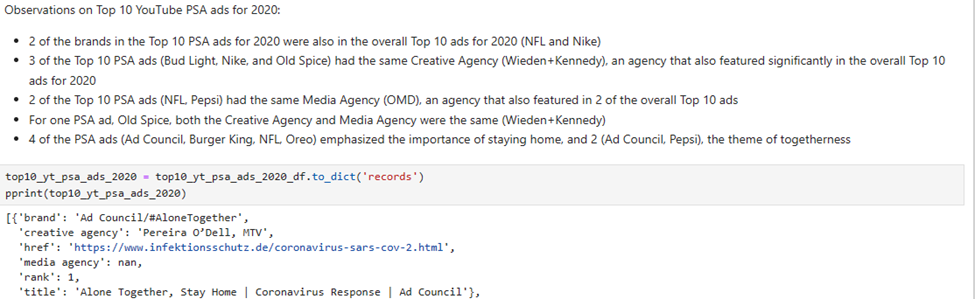 Observations on Top 10 YouTube PSA ads for 2020:
• 2 of the brands in the Top 10 PSA ads for 2020 were also in the overall Top 10 ads for 2020 (NFL and Nike)
• 3 of the Top 10 PSA ads (Bud Light, Nike, and Old Spice) had the same Creative Agency (Wieden+Kennedy), an agency that also featured significantly in the overall Top 10
ads for 2020
• 2 of the Top 10 PSA ads (NFL, Pepsi) had the same Media Agency (OMD), an agency that also featured in 2 of the overall Top 10 ads
• For one PSA ad, Old Spice, both the Creative Agency and Media Agency were the same (Wieden+Kennedy)
• 4 of the PSA ads (Ad Council, Burger King, NFL, Oreo) emphasized the importance of staying home, and 2 (Ad Council, Pepsi), the theme of togetherness
top10_yt_psa_ads_2020 = top10_yt_psa_ads_2020_df.to_dict('records')
pprint(top10_yt_psa_ads_2020)
[{'brand': 'Ad Council/#AloneTogether',
'creative agency': 'Pereira O’Dell, MTV',
'href': 'https://www.infektionsschutz.de/coronavirus-sars-cov-2.html',
'media agency': nan,
'rank': 1,
'title': 'Alone Together, Stay Home | Coronavirus Response | Ad Council'},